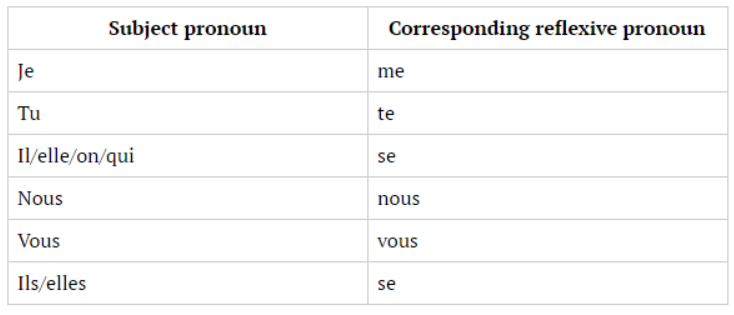 Subject pronoun Corresponding reflexive pronoun
Je me
Tu te
Il/elle/on/qui se
Nous nous
Vous vous
Ils/elles se